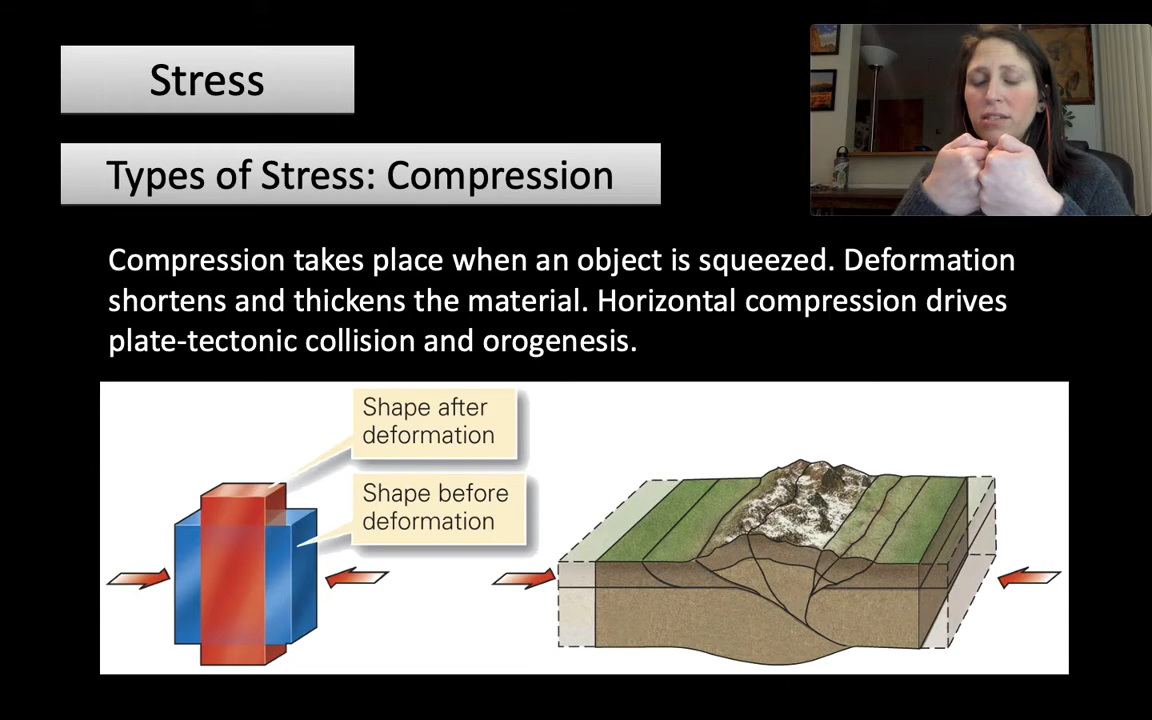 Stress
Types of Stress: Compression
Compression takes place when an object is squeezed. Deformation
shortens and thickens the material. Horizontal compression drives
plate-tectonic collision and orogenesis.
Shape after
deformation
Shape before
deformation